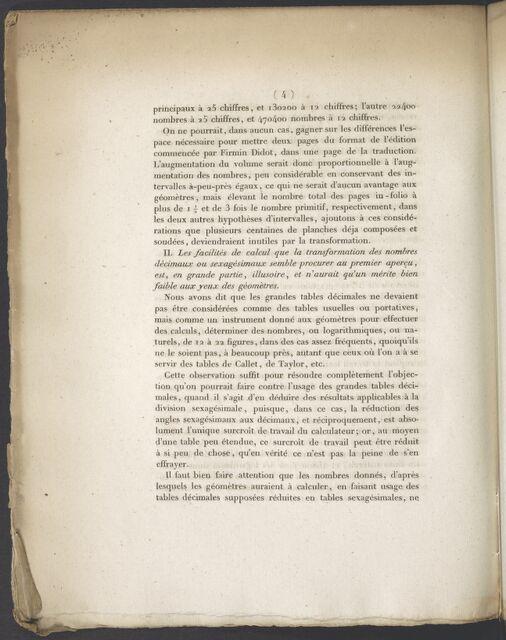 ( 4 )
principaux à 25 chiffres, et 130200 à 12 chiffres; l'autre 22400
nombres à 25 chiffres, et 470400 nombres à 12 chiffres.
On ne pourrait, dans aucun cas, gagner sur les différences l'es-
pace nécessaire pour mettre deux pages du format de l'édition
commencée par Firmin Didot, dans une page de la traduction.
L'augmentation du volume serait donc proportionnelle à l'aug-
mentation des nombres, peu considérable en conservant des in-
tervalles à-peu-près égaux, ce qui ne serait d'aucun avantage aux
géomètres, mais élevant le nombre total des pages in-folio à
plus de 1 ½ et de 3 fois le nombre primitif, respectivement, dans
les deux autres hypothèses d'intervalles, ajoutons à ces considé-
rations que plusieurs centaines de planches déja composées et
soudées, deviendraient inutiles par la transformation.
II. Les facilités de calcul que la transformation des nombres
décimaux ou sexagésimaux semble procurer au premier aperçu,
est, en grande partie, illusoire, et n'aurait qu'un mérite bien
faible aux yeux des géomètres.
Nous avons dit que les grandes tables décimales ne devaient
pas être considérées comme des tables usuelles ou portatives,
mais comme un instrument donné aux géomètres pour effectuer
des calculs, déterminer des nombres, ou logarithmiques, ou na-
turels, de 12 à 22 figures, dans des cas assez fréquents, quoiqu'ils
ne le soient pas, à beaucoup près, autant que ceux où l'on a à se
servir des tables de Callet, de Taylor, etc.
Cette observation suffit pour résoudre complètement l'objec-
tion qu'on pourrait faire contre l'usage des grandes tables déci-
males, quand il s'agit d'en déduire des résultats applicables à la
division sexagésimale, puisque, dans ce cas, la réduction des
angles sexagésimaux aux décimaux, et réciproquement, est abso-
lument l'unique surcroît de travail du calculateur; or, au moyen
d'une table peu étendue, ce surcroît de travail peut être réduit
à si peu de chose, qu'en vérité ce n'est pas la peine de s'en
effrayer.
Il faut bien faire attention que les nombres donnés, d'après
lesquels les géomètres auraient à calculer, en faisant usage des
tables décimales supposées réduites en tables sexagésimales, ne